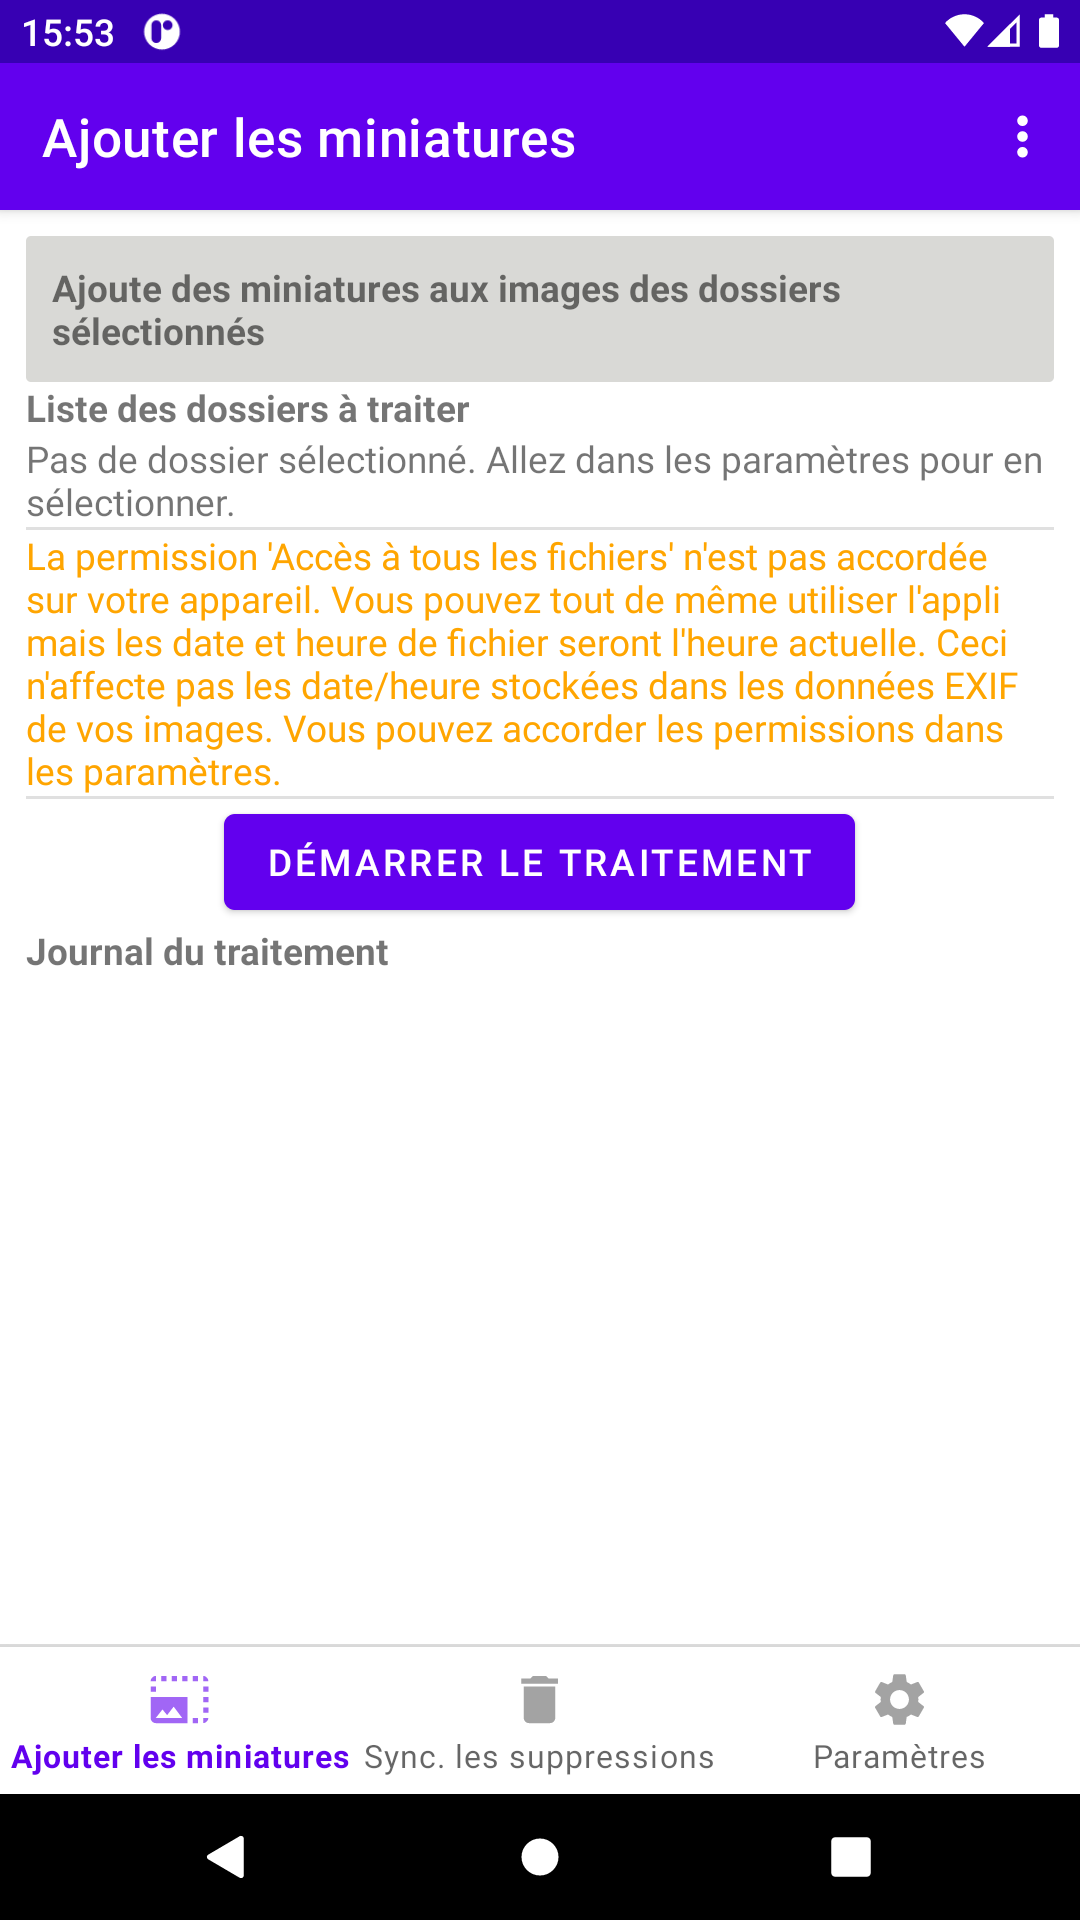 15:53
Ajouter les miniatures
Ajoute des miniatures aux images des dossiers
sélectionnés
Liste des dossiers à traiter
Pas de dossier sélectionné. Allez dans les paramètres pour en
sélectionner.
La permission 'Accès à tous les fichiers' n'est pas accordée
sur votre appareil. Vous pouvez tout de même utiliser l'appli
mais les date et heure de fichier seront l'heure actuelle. Ceci
n'affecte pas les date/heure stockées dans les données EXIF
de vos images. Vous pouvez accorder les permissions dans
les paramètres.
DÉMARRER LE TRAITEMENT
Journal du traitement
Ajouter les miniatures
Sync. les suppressions
Paramètres